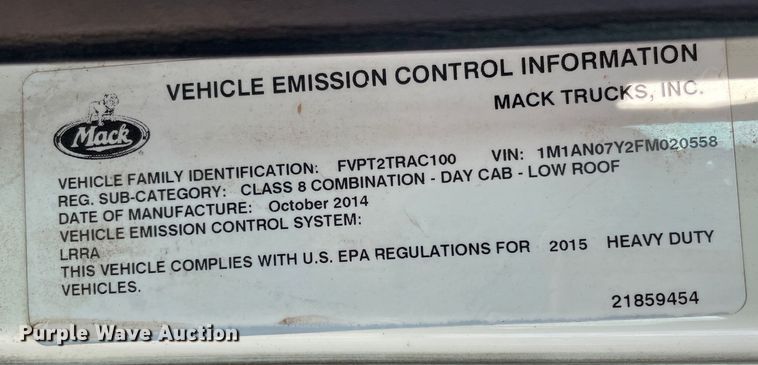 VEHICLE EMISSION CONTROL INFORMATION
MACK TRUCKS, INC.
Mack
VEHICLE FAMILY IDENTIFICATION: FVPT2TRAC100 VIN: 1M1AN07Y2FM020558
REG. SUB-CATEGORY: CLASS 8 COMBINATION - DAY CAB - LOW ROOF
DATE OF MANUFACTURE: October 2014
VEHICLE EMISSION CONTROL SYSTEM:
LRRA
THIS VEHICLE COMPLIES WITH U.S. EPA REGULATIONS FOR 2015 HEAVY DUTY
VEHICLES.
21859454
Purple Wave Auction